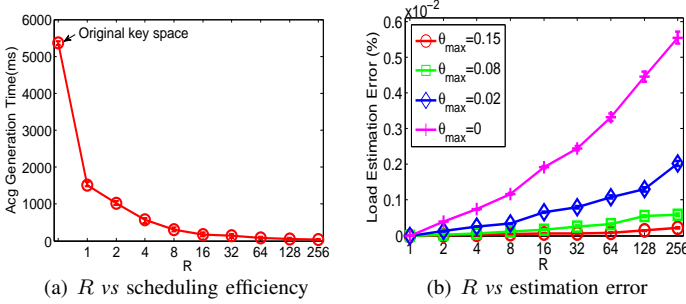 6000
5000
4000
3000
2000
1000
0
Acg Generation Time(ms)
Original key space
1 2 4 8 16 32 64 128 256
R
(a) R vs scheduling efficiency
x10⁻²
0.6
0.5
0.4
0.3
0.2
0.1
0
Load Estimation Error (%)
θmax=0.15
θmax=0.08
θmax=0.02
θmax=0
1 2 4 8 16 32 64 128 256
R
(b) R vs estimation error